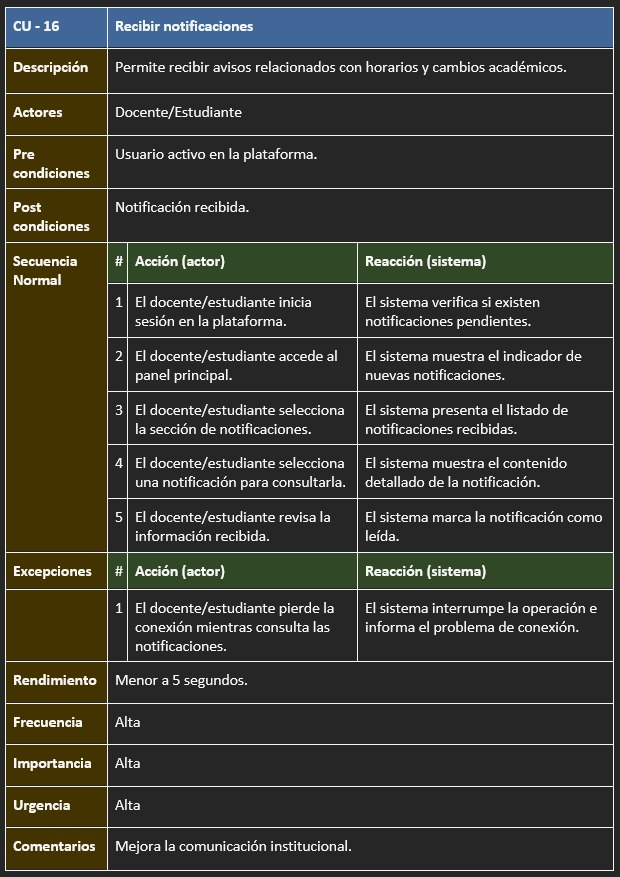 CU - 16 Recibir notificaciones
Descripción Permite recibir avisos relacionados con horarios y cambios académicos.
Actores Docente/Estudiante
Pre
condiciones
Usuario activo en la plataforma.
Post
condiciones
Notificación recibida.
Secuencia
Normal
# Acción (actor) Reacción (sistema)
1 El docente/estudiante inicia
sesión en la plataforma.
El sistema verifica si existen
notificaciones pendientes.
2 El docente/estudiante accede al
panel principal.
El sistema muestra el indicador de
nuevas notificaciones.
3 El docente/estudiante selecciona
la sección de notificaciones.
El sistema presenta el listado de
notificaciones recibidas.
4 El docente/estudiante selecciona
una notificación para consultarla.
El sistema muestra el contenido
detallado de la notificación.
5 El docente/estudiante revisa la
información recibida.
El sistema marca la notificación como
leída.
Excepciones # Acción (actor) Reacción (sistema)
1 El docente/estudiante pierde la
conexión mientras consulta las
notificaciones.
El sistema interrumpe la operación e
informa el problema de conexión.
Rendimiento Menor a 5 segundos.
Frecuencia Alta
Importancia Alta
Urgencia Alta
Comentarios Mejora la comunicación institucional.